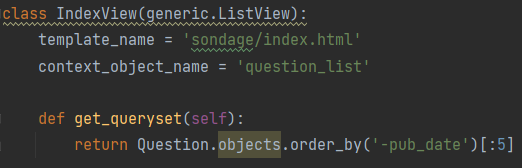 class IndexView(generic.ListView):
    template_name = 'sondage/index.html'
    context_object_name = 'question_list'

    def get_queryset(self):
        return Question.objects.order_by('-pub_date')[:5]